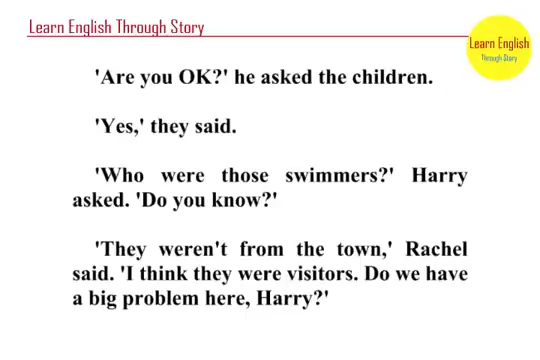 Learn English Through Story
Learn English
Through Story
'Are you OK?' he asked the children.
'Yes,' they said.
'Who were those swimmers?' Harry
asked. 'Do you know?'
'They weren't from the town,' Rachel
said. 'I think they were visitors. Do we have
a big problem here, Harry?'